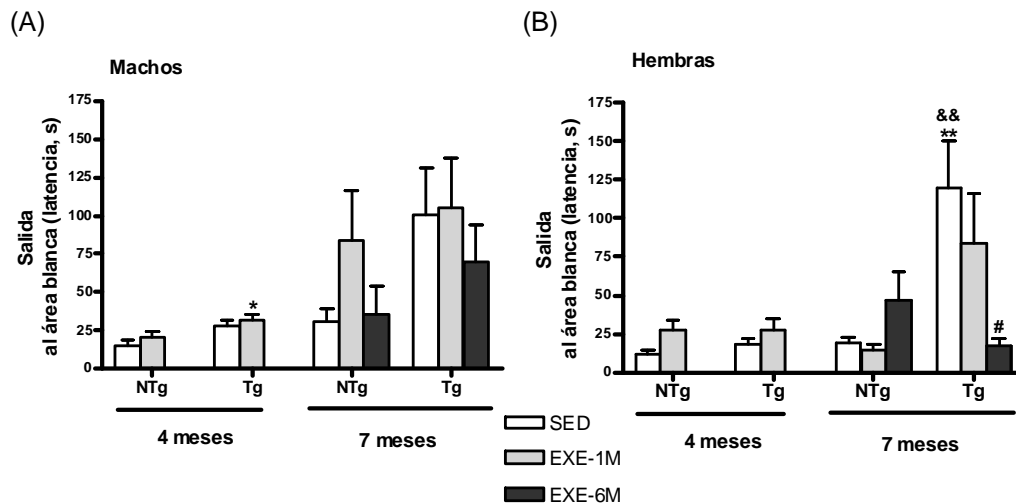 (A)
Machos
Salida
al área blanca (latencia, s)
175
150
125
100
75
50
25
0
*
NTg
Tg
NTg
Tg
4 meses
7 meses
(B)
Hembras
Salida
al área blanca (latencia, s)
175
150
125
100
75
50
25
0
&&
**
#
NTg
Tg
NTg
Tg
4 meses
7 meses
SED
EXE-1M
EXE-6M